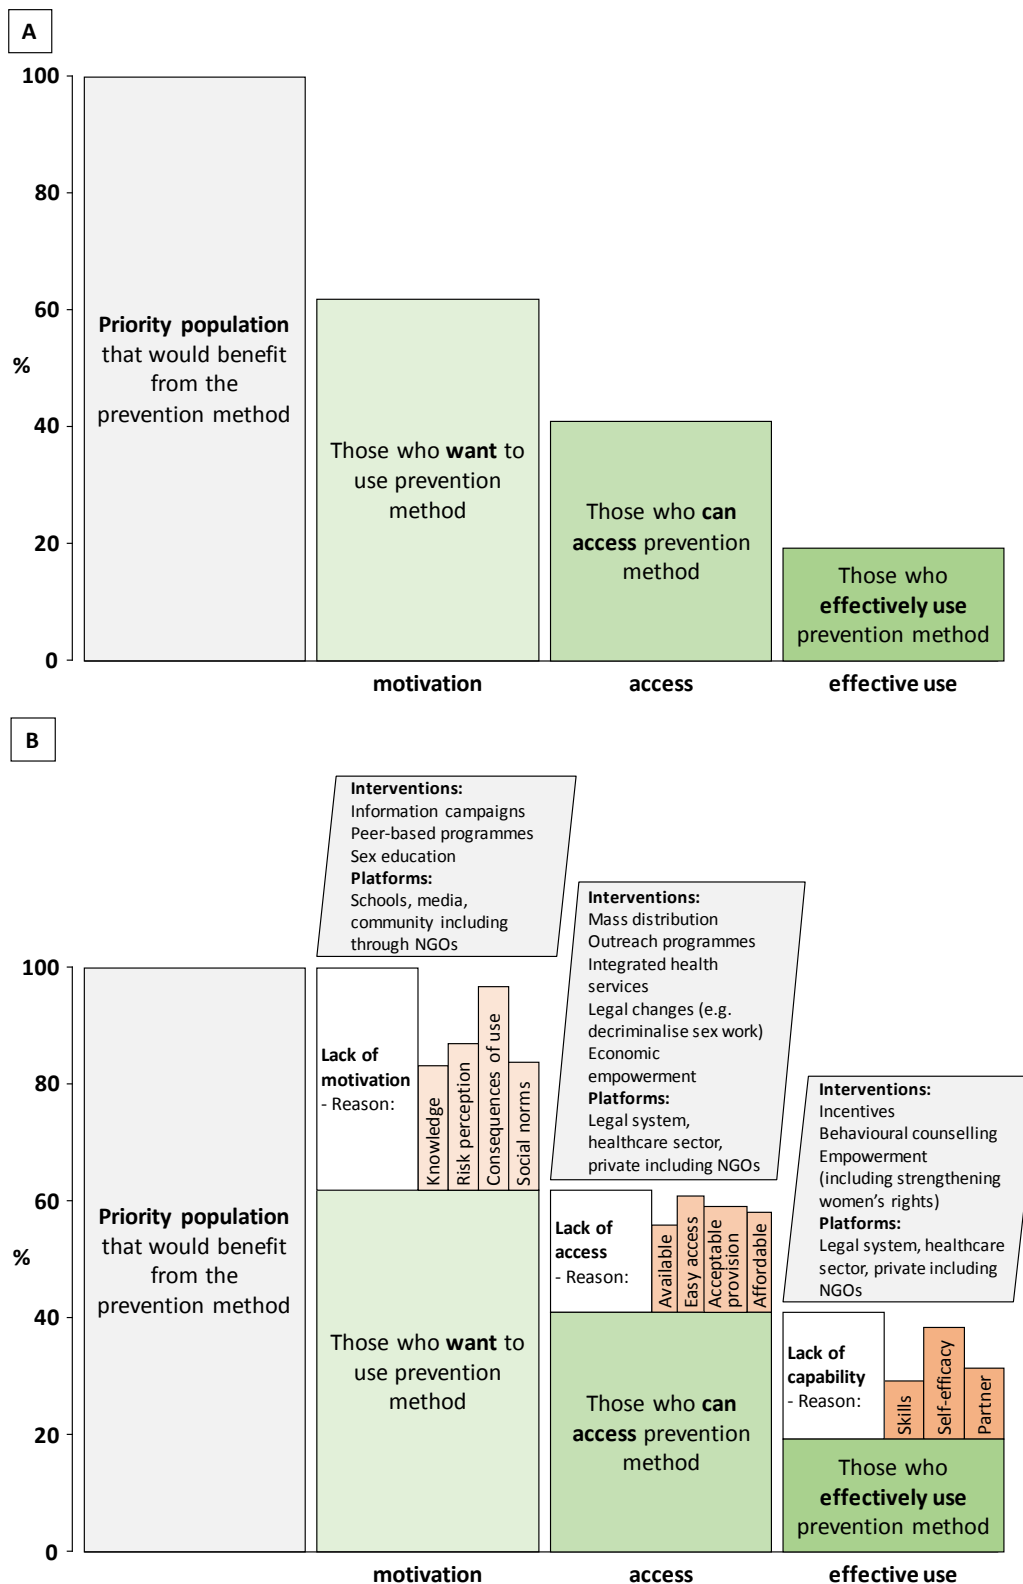 A
100
80
60
%
40
20
0
Priority population
that would benefit
from the
prevention method
Those who want to
use prevention
method
Those who can
access prevention
method
Those who
effectively use
prevention method
motivation
access
effective use
B
Interventions:
Information campaigns
Peer-based programmes
Sex education
Platforms:
Schools, media,
community including
through NGOs
Interventions:
Mass distribution
Outreach programmes
Integrated health
services
Legal changes (e.g.
decriminalise sex work)
Economic
empowerment
Platforms:
Legal system,
healthcare sector,
private including NGOs
Interventions:
Incentives
Behavioural counselling
Empowerment
(including strengthening
women's rights)
Platforms:
Legal system, healthcare
sector, private including
NGOs
100
80
60
%
40
20
0
Priority population
that would benefit
from the
prevention method
Lack of
motivation
- Reason:
Knowledge
Risk perception
Consequences of use
Social norms
Those who want to
use prevention
method
Lack of
access
- Reason:
Available
Easy access
Acceptable
provision
Affordable
Those who can
access prevention
method
Lack of
capability
- Reason:
Skills
Self-efficacy
Partner
Those who
effectively use
prevention method
motivation
access
effective use